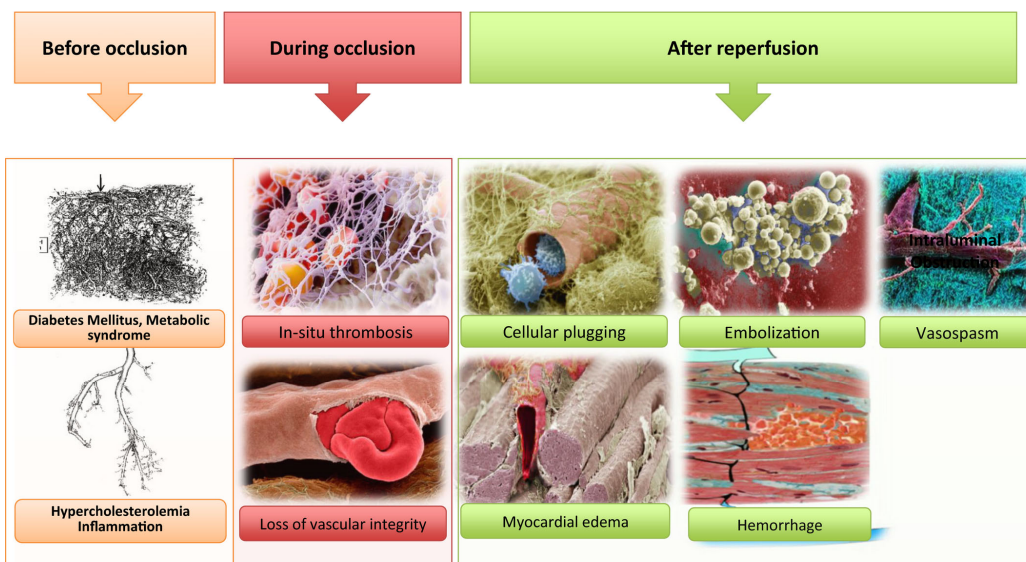 Before occlusion
During occlusion
After reperfusion
Intraluminal
Obstruction
Diabetes Mellitus, Metabolic
syndrome
In-situ thrombosis
Cellular plugging
Embolization
Vasospasm
Hypercholesterolemia
Inflammation
Loss of vascular integrity
Myocardial edema
Hemorrhage